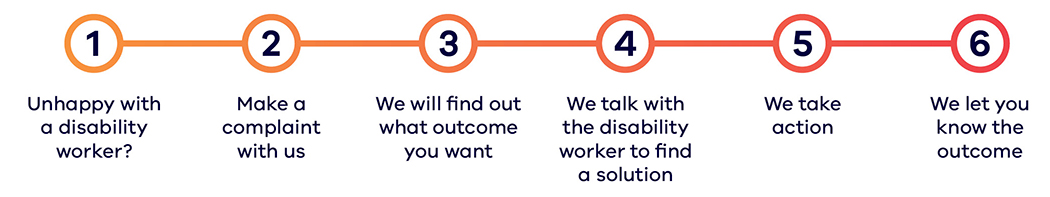 1
Unhappy with
a disability
worker?
2
Make a
complaint
with us
3
We will find out
what outcome
you want
4
We talk with
the disability
worker to find
a solution
5
We take
action
6
We let you
know the
outcome